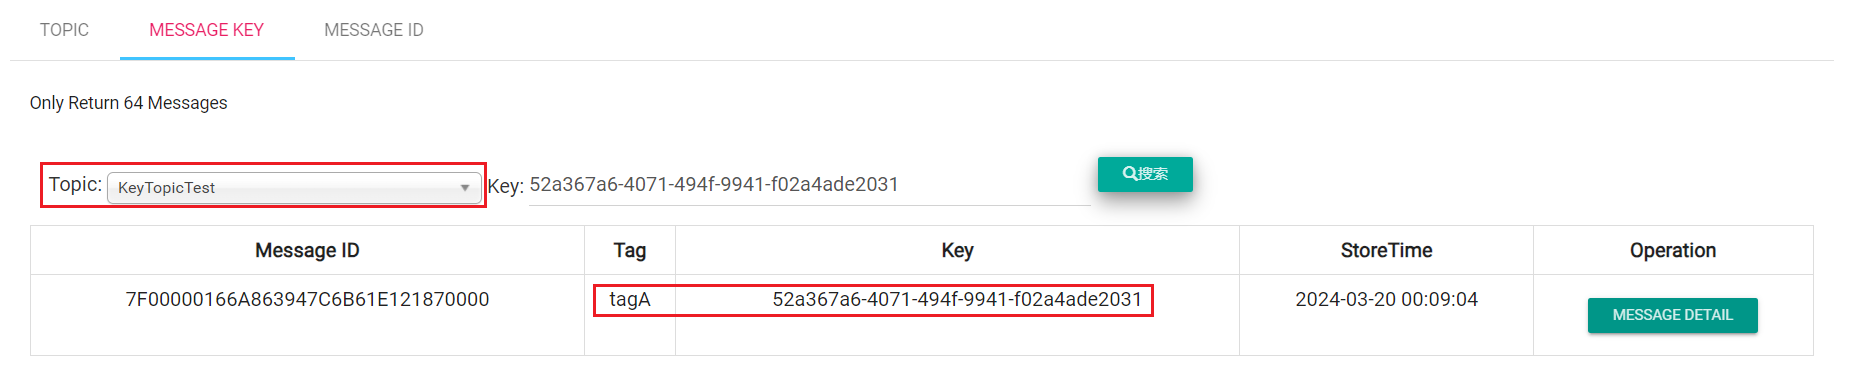 TOPIC MESSAGE KEY MESSAGE ID
Only Return 64 Messages
Topic: KeyTopicTest Key: 52a367a6-4071-494f-9941-f02a4ade2031 搜索
Message ID Tag Key StoreTime Operation
7F00000166A863947C6B61E121870000 tagA 52a367a6-4071-494f-9941-f02a4ade2031 2024-03-20 00:09:04 MESSAGE DETAIL